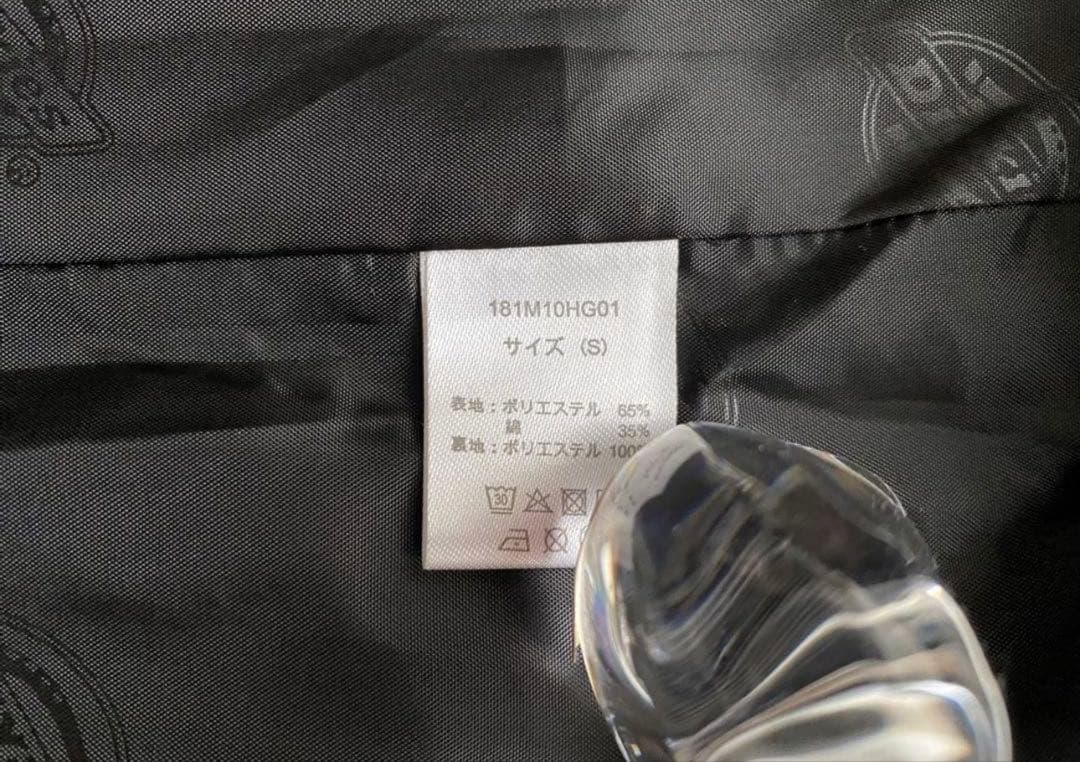 181M10HG01
サイズ (S)
表地：ポリエステル 65%
綿 35%
裏地：ポリエステル 100
30